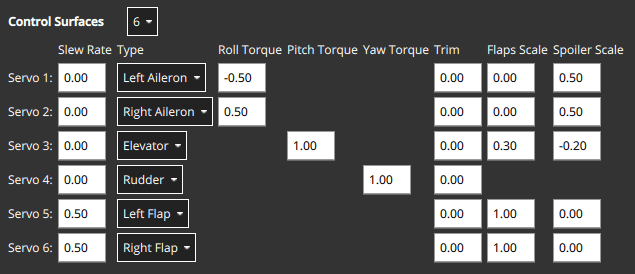 Control Surfaces 6
Slew Rate Type Roll Torque Pitch Torque Yaw Torque Trim Flaps Scale Spoiler Scale
Servo 1: 0.00 Left Aileron -0.50 0.00 0.00 0.50
Servo 2: 0.00 Right Aileron 0.50 0.00 0.00 0.50
Servo 3: 0.00 Elevator 1.00 0.00 0.30 -0.20
Servo 4: 0.00 Rudder 1.00 0.00
Servo 5: 0.50 Left Flap 0.00 1.00 0.00
Servo 6: 0.50 Right Flap 0.00 1.00 0.00